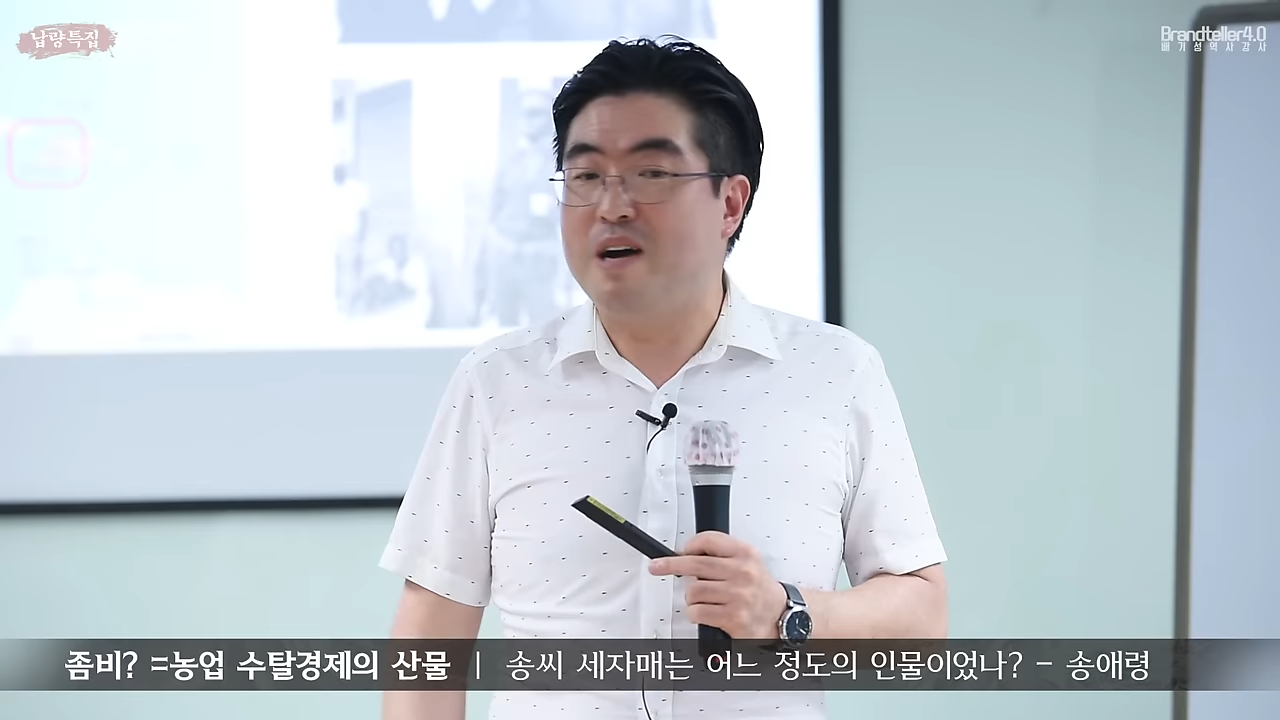 납량특집
Brandteller4.0
배기성역사강사
좀비? =농업 수탈경제의 산물 | 송씨 세자매는 어느 정도의 인물이었나? - 송애령